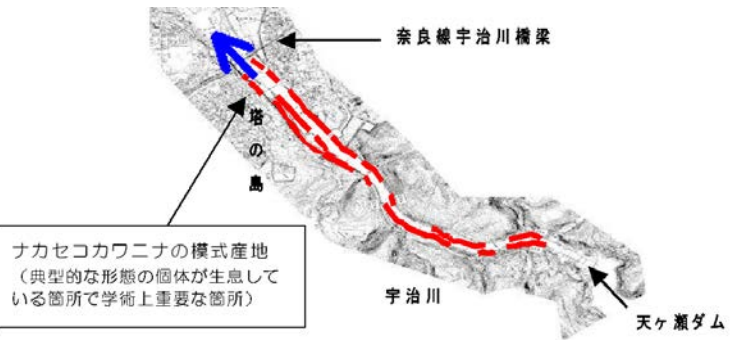 奈良線宇治川橋梁
塔の島
ナカセコカワニナの模式産地
（典型的な形態の個体が生息して
いる箇所で学術上重要な箇所）
宇治川
天ヶ瀬ダム